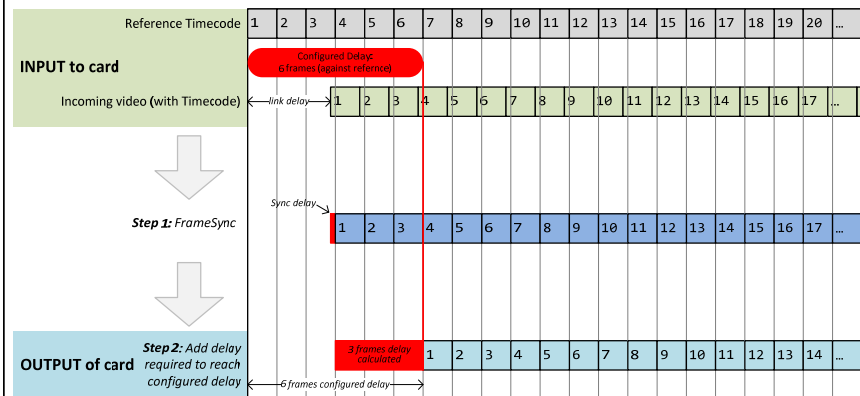 Reference Timecode 1 2 3 4 5 6 7 8 9 10 11 12 13 14 15 16 17 18 19 20 …
Configured Delay:
6 frames (against refernce)
INPUT to card
Incoming video (with Timecode) link delay 1 2 3 4 5 6 7 8 9 10 11 12 13 14 15 16 17 …
Sync delay
Step 1: FrameSync 1 2 3 4 5 6 7 8 9 10 11 12 13 14 15 16 17 …
Step 2: Add delay
required to reach
configured delay
OUTPUT of card
3 frames delay
calculated
1 2 3 4 5 6 7 8 9 10 11 12 13 14 …
6 frames configured delay